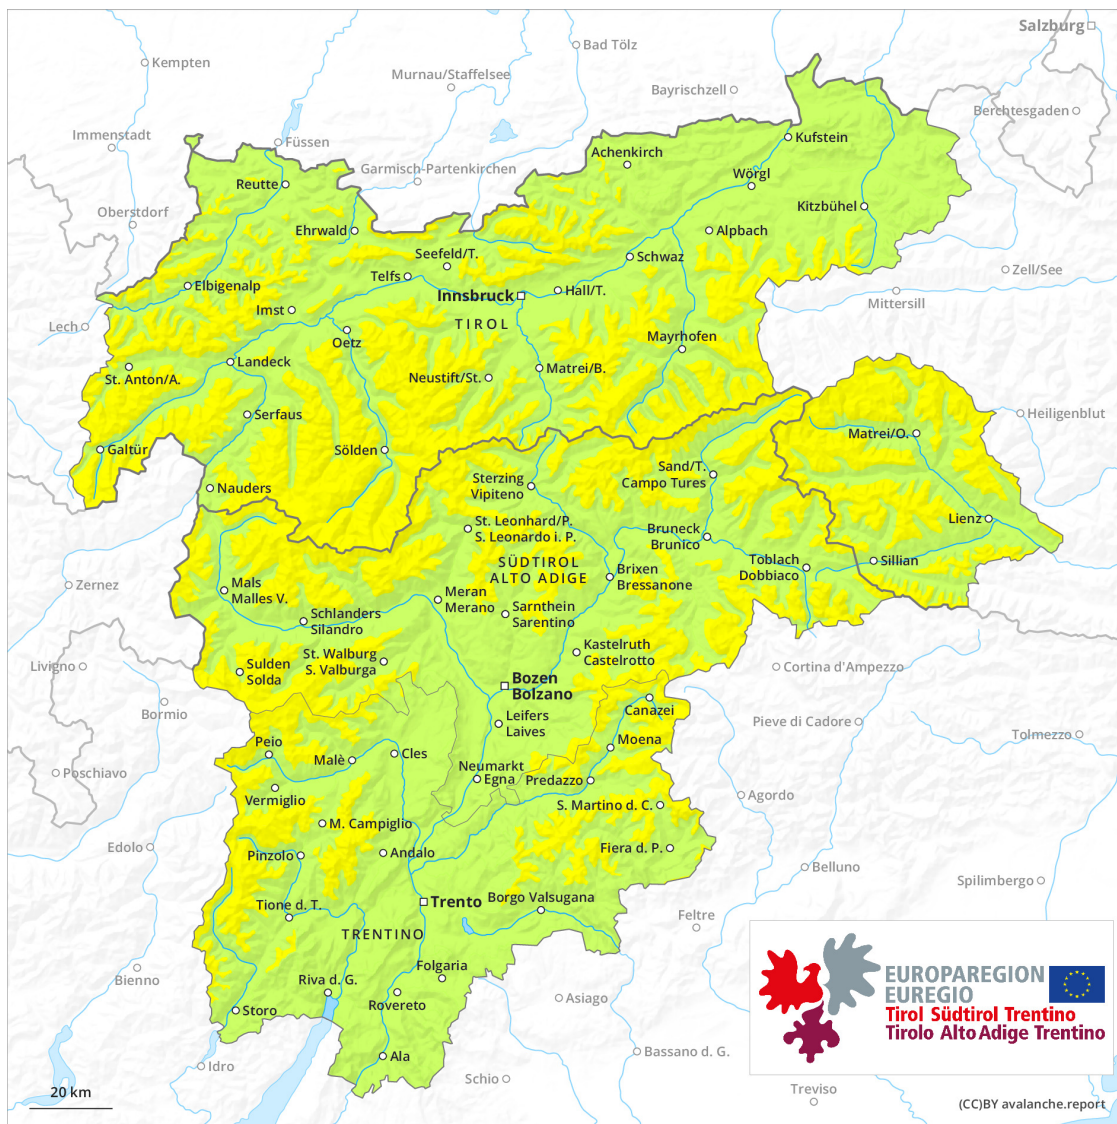 Salzburg
Bad Tölz
Kempten
Murnau/Staffelsee
Bayrischzell
Berchtesgaden
Immenstadt
Füssen
Kufstein
Achenkirch
Garmisch-Partenkirchen
Wörgl
Reutte
Oberstdorf
Kitzbühel
Ehrwald
Alpbach
Seefeld/T.
Schwaz
Zell/See
Telfs
Elbigenalp
Hall/T.
Innsbruck
Mittersill
Imst
TIROL
Lech
Oetz
Mayrhofen
Landeck
Matrei/B.
St. Anton/A.
Neustift/St.
Serfaus
Heiligenblut
Matrei/O.
Galtür
Sölden
Sand/T.
Campo Tures
Sterzing
Vipiteno
Nauders
Lienz
St. Leonhard/P.
S. Leonardo i. P.
Bruneck
Brunico
SÜDTIROL
ALTO ADIGE
Toblach
Dobbiaco
Sillian
Brixen
Bressanone
Zernez
Mals
Malles V.
Meran
Merano
Sarnthein
Sarentino
Schlanders
Silandro
Kastelruth
Castelrotto
St. Walburg
S. Valburga
Livigno
Sulden
Solda
Cortina d'Ampezzo
Bozen
Bolzano
Canazei
Bormio
Leifers
Laives
Pieve di Cadore
Tolmezzo
Moena
Peio
Cles
Malè
Neumarkt
Egna
Predazzo
Poschiavo
Vermiglio
Agordo
S. Martino d. C.
M. Campiglio
Edolo
Fiera d. P.
Andalo
Pinzolo
Belluno
Spilimbergo
Borgo Valsugana
Trento
Tione d. T.
Feltre
TRENTINO
Folgaria
Bienno
Riva d. G.
Rovereto
Asiago
Storo
EUROPAREGION
EUREGIO
Tirol Südtirol Trentino
Tirolo Alto Adige Trentino
Ala
Bassano d. G.
Idro
Schio
Treviso
20 km
(CC)BY avalanche.report